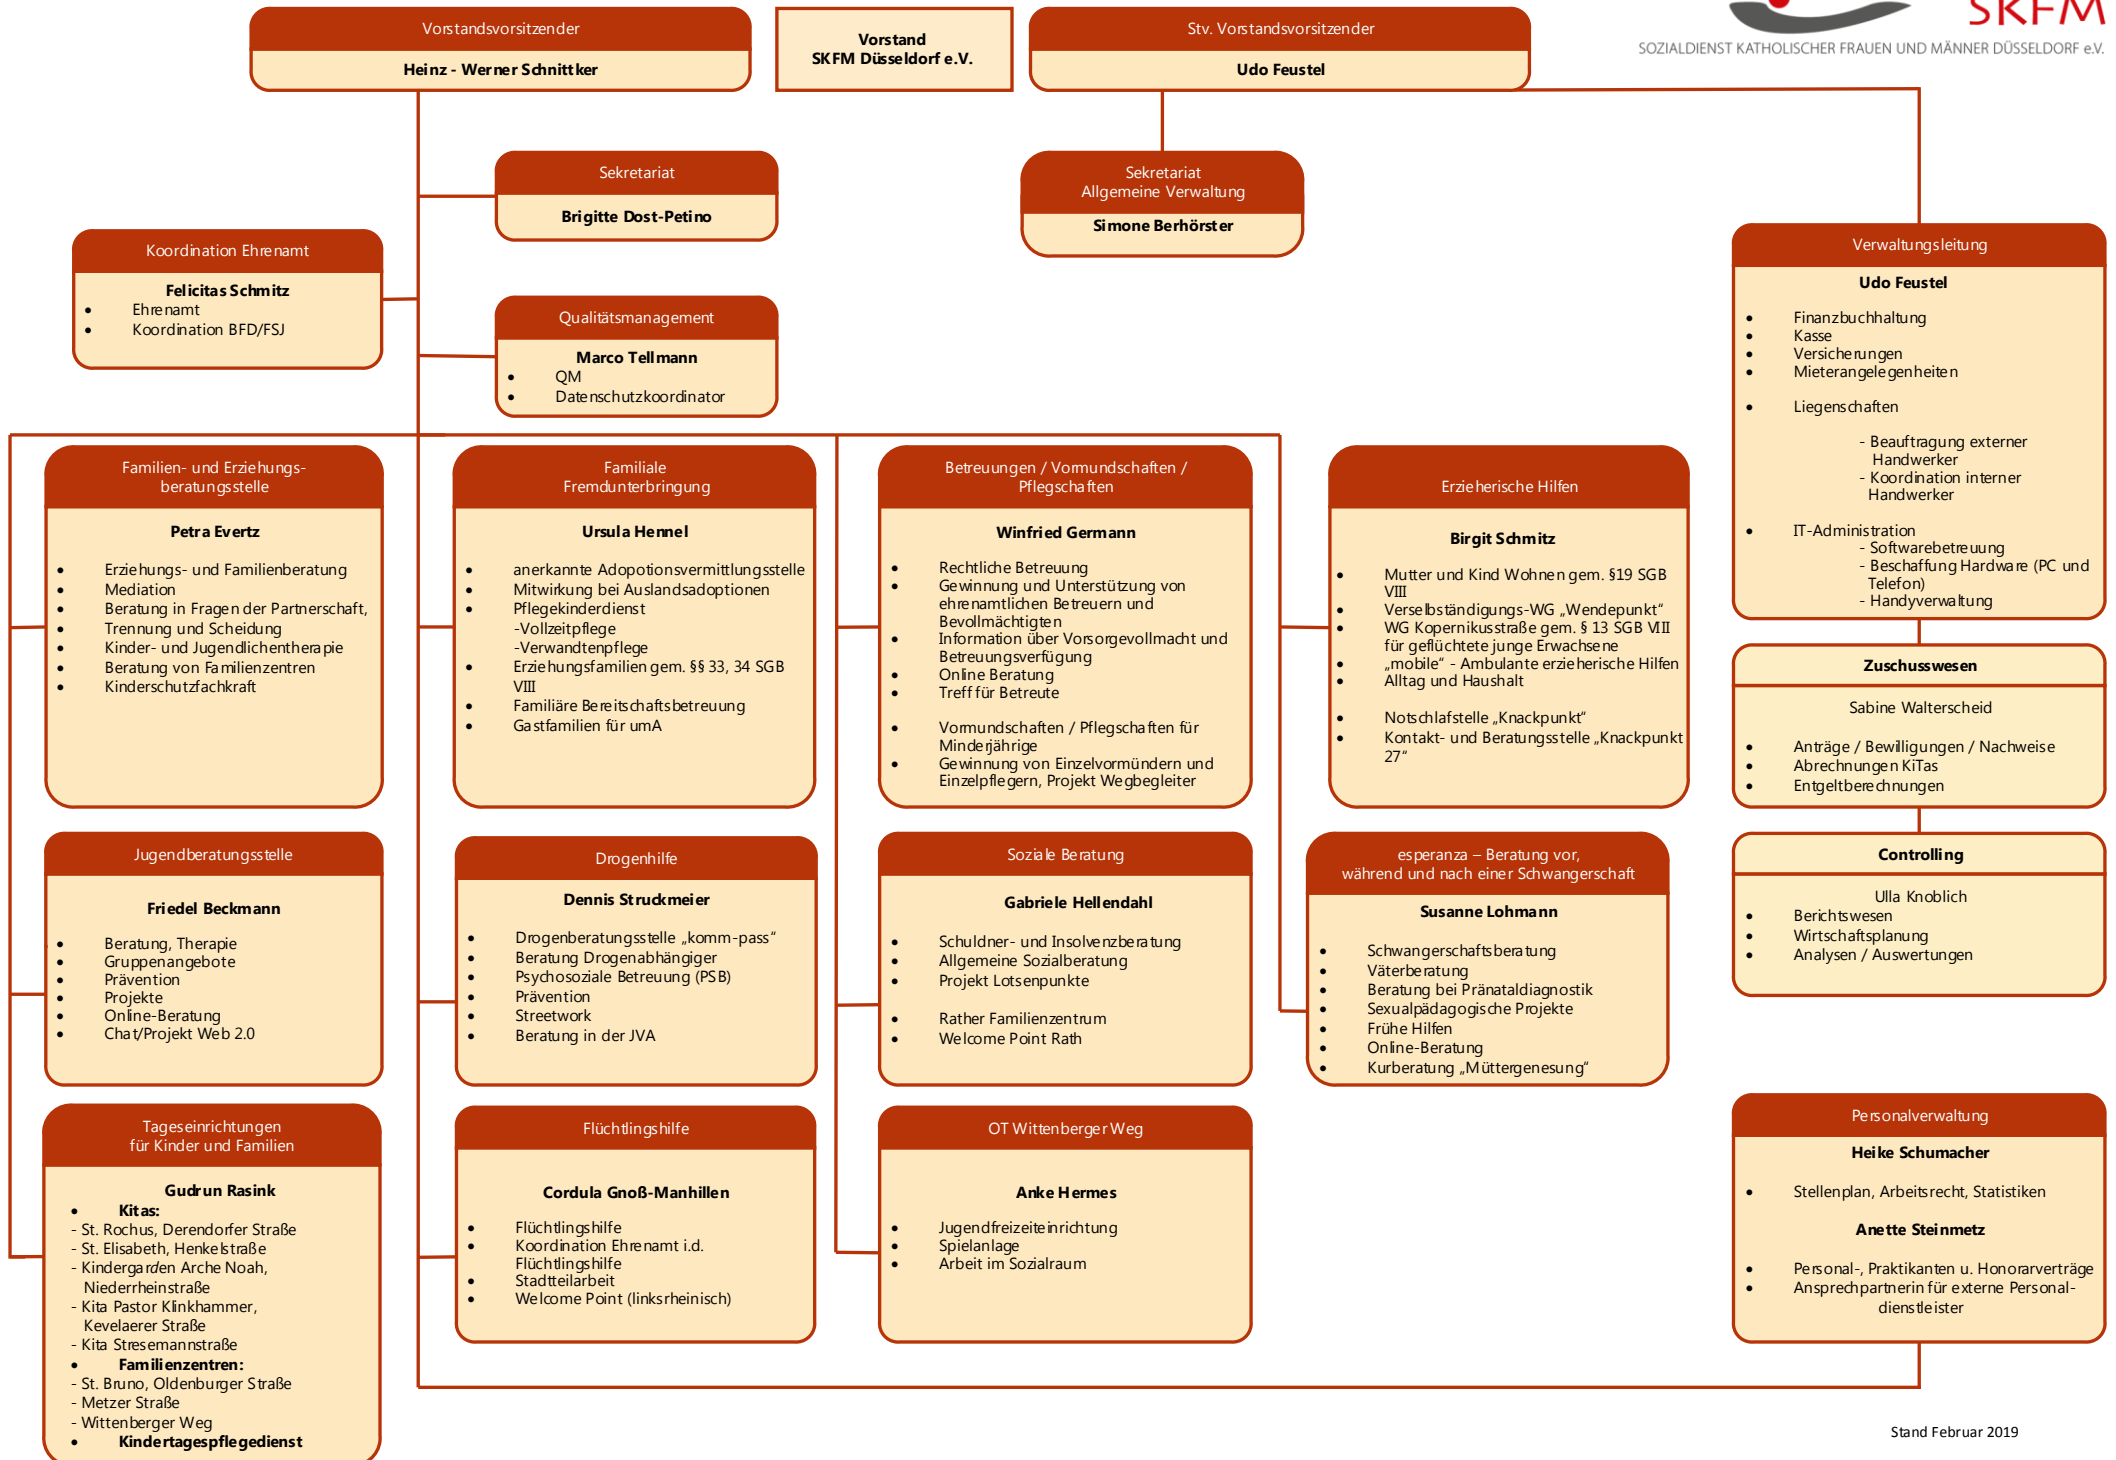 Vorstandsvorsitzender
Heinz - Werner Schnittker
Vorstand
SKFM Düsseldorf e.V.
Stv. Vorstandsvorsitzender
Udo Feustel
SKFM
SOZIALDIENST KATHOLISCHER FRAUEN UND MÄNNER DÜSSELDORF e.V.
Sekretariat
Brigitte Dost-Petino
Sekretariat
Allgemeine Verwaltung
Simone Berhörster
Koordination Ehrenamt
Felicitas Schmitz
• Ehrenamt
• Koordination BFD/FSJ
Qualitätsmanagement
Marco Tellmann
• QM
• Datenschutzkoordinator
Verwaltungsleitung
Udo Feustel
• Finanzbuchhaltung
• Kasse
• Versicherungen
• Mieterangelegenheiten
• Liegenschaften
- Beauftragung externer
Handwerker
- Koordination interner
Handwerker
• IT-Administration
- Softwarebetreuung
- Beschaffung Hardware (PC und
Telefon)
- Handyverwaltung
Familien- und Erziehungs-
beratungsstelle
Petra Evertz
• Erziehungs- und Familienberatung
• Mediation
• Beratung in Fragen der Partnerschaft,
• Trennung und Scheidung
• Kinder- und Jugendlichentherapie
• Beratung von Familienzentren
• Kinderschutzfachkraft
Familiale
Fremdunterbringung
Ursula Hennel
• anerkannte Adopotionsvermittlungsstelle
• Mitwirkung bei Auslandsadoptionen
• Pflegekinderdienst
-Vollzeitpflege
-Verwandtenpflege
• Erziehungsfamilien gem. §§ 33, 34 SGB
VIII
• Familiäre Bereitschaftsbetreuung
• Gastfamilien für umA
Betreuungen / Vormundschaften /
Pflegschaften
Winfried Germann
• Rechtliche Betreuung
• Gewinnung und Unterstützung von
ehrenamtlichen Betreuern und
Bevollmächtigten
• Information über Vorsorgevollmacht und
Betreuungsverfügung
• Online Beratung
• Treff für Betreute
• Vormundschaften / Pflegschaften für
Minderjährige
• Gewinnung von Einzelvormündern und
Einzelpflegern, Projekt Wegbegleiter
Erzieherische Hilfen
Birgit Schmitz
• Mutter und Kind Wohnen gem. §19 SGB
VIII
• Verselbständigungs-WG „Wendepunkt“
• WG Kopernikusstraße gem. § 13 SGB VIII
für geflüchtete junge Erwachsene
• „mobile“ - Ambulante erzieherische Hilfen
• Alltag und Haushalt
• Notschlafstelle „Knackpunkt“
• Kontakt- und Beratungsstelle „Knackpunkt
27“
Zuschusswesen
Sabine Walterscheid
• Anträge / Bewilligungen / Nachweise
• Abrechnungen KiTas
• Entgeltberechnungen
Jugendberatungsstelle
Friedel Beckmann
• Beratung, Therapie
• Gruppenangebote
• Prävention
• Projekte
• Online-Beratung
• Chat/Projekt Web 2.0
Drogenhilfe
Dennis Struckmeier
• Drogenberatungsstelle „komm-pass“
• Beratung Drogenabhängiger
• Psychosoziale Betreuung (PSB)
• Prävention
• Streetwork
• Beratung in der JVA
Soziale Beratung
Gabriele Hellendahl
• Schuldner- und Insolvenzberatung
• Allgemeine Sozialberatung
• Projekt Lotsenpunkte
• Rather Familienzentrum
• Welcome Point Rath
esperanza – Beratung vor,
während und nach einer Schwangerschaft
Susanne Lohmann
• Schwangerschaftsberatung
• Väterberatung
• Beratung bei Pränataldiagnostik
• Sexualpädagogische Projekte
• Frühe Hilfen
• Online-Beratung
• Kurberatung „Müttergenesung“
Controlling
Ulla Knoblich
• Berichtswesen
• Wirtschaftsplanung
• Analysen / Auswertungen
Tageseinrichtungen
für Kinder und Familien
Gudrun Rasink
• Kitas:
- St. Rochus, Derendorfer Straße
- St. Elisabeth, Henkelstraße
- Kindergarden Arche Noah,
Niederrheinstraße
- Kita Pastor Klinkhammer,
Kevelaerer Straße
- Kita Stresemannstraße
• Familienzentren:
- St. Bruno, Oldenburger Straße
- Metzer Straße
- Wittenberger Weg
• Kindertagespflegedienst
Flüchtlingshilfe
Cordula Gnoß-Manhillen
• Flüchtlingshilfe
• Koordination Ehrenamt i.d.
Flüchtlingshilfe
• Stadtteilarbeit
• Welcome Point (linksrheinisch)
OT Wittenberger Weg
Anke Hermes
• Jugendfreizeiteinrichtung
• Spielanlage
• Arbeit im Sozialraum
Personalverwaltung
Heike Schumacher
• Stellenplan, Arbeitsrecht, Statistiken
Anette Steinmetz
• Personal-, Praktikanten u. Honorarverträge
• Ansprechpartnerin für externe Personal-
dienstleister
Stand Februar 2019